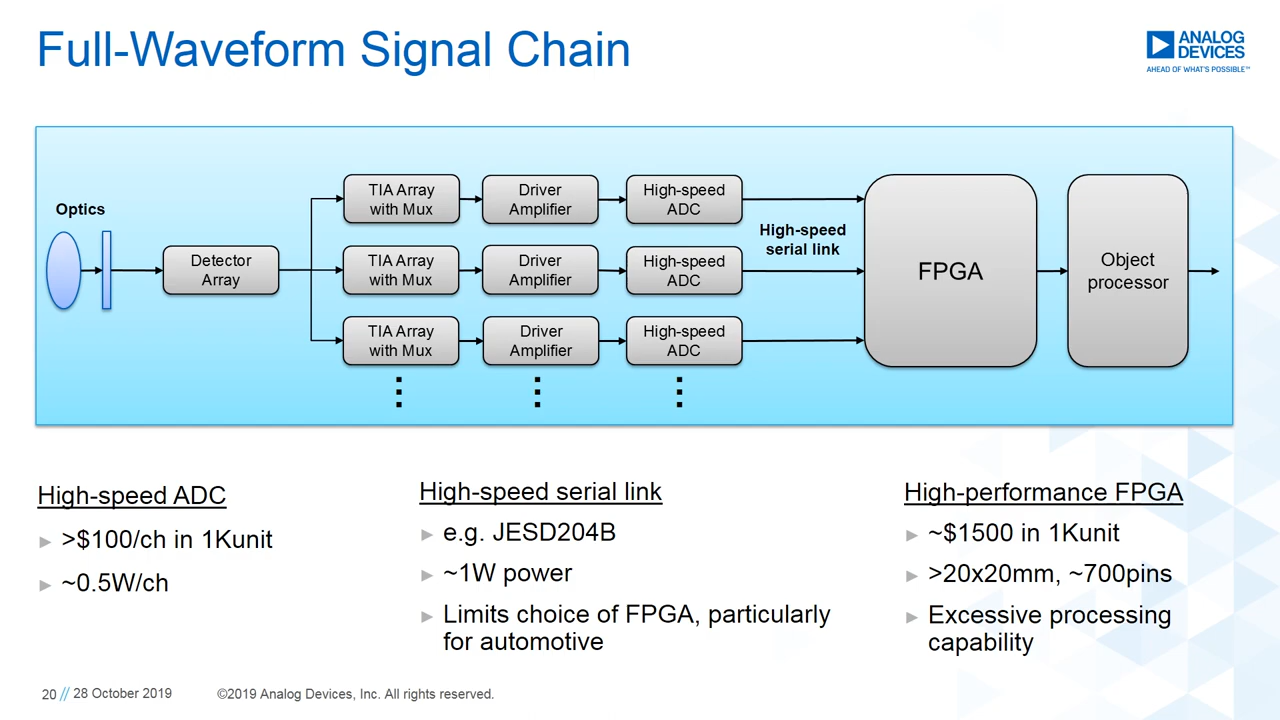 Full-Waveform Signal Chain
ANALOG
DEVICES
AHEAD OF WHAT'S POSSIBLE™
Optics
Detector
Array
TIA Array
with Mux
Driver
Amplifier
High-speed
ADC
TIA Array
with Mux
Driver
Amplifier
High-speed
ADC
TIA Array
with Mux
Driver
Amplifier
High-speed
ADC
High-speed
serial link
FPGA
Object
processor
High-speed ADC
>$100/ch in 1Kunit
~0.5W/ch
High-speed serial link
e.g. JESD204B
~1W power
Limits choice of FPGA, particularly
for automotive
High-performance FPGA
~$1500 in 1Kunit
>20x20mm, ~700pins
Excessive processing
capability
20 // 28 October 2019
©2019 Analog Devices, Inc. All rights reserved.